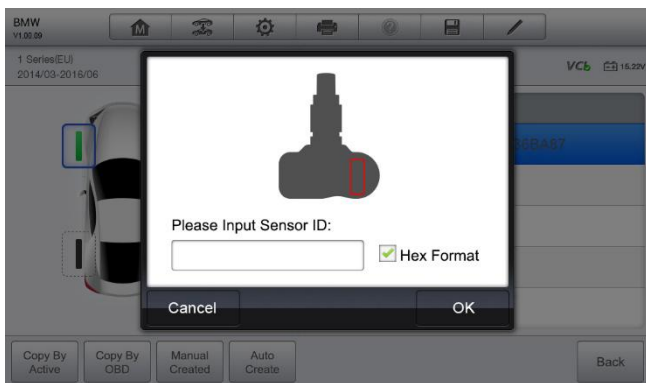 BMW
V1.00.09
1 Series(EU)
2014/03-2016/06
VCb 15.22V
Please Input Sensor ID:
Hex Format
Cancel
OK
Copy By Active
Copy By OBD
Manual Created
Auto Create
Back